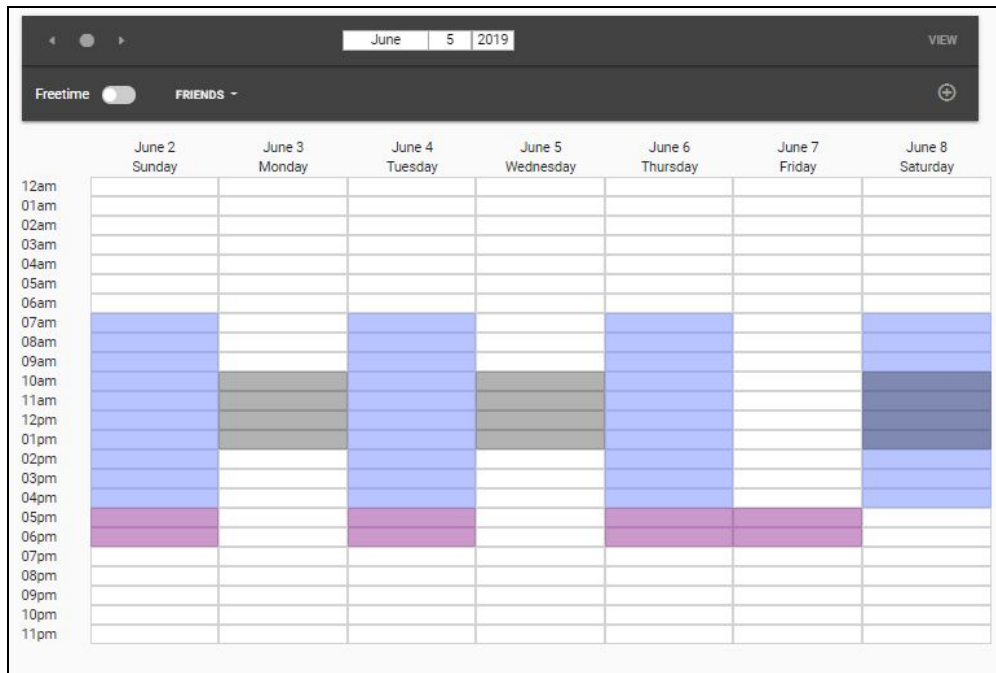 June 5 2019 VIEW
Freetime FRIENDS
June 2 June 3 June 4 June 5 June 6 June 7 June 8
Sunday Monday Tuesday Wednesday Thursday Friday Saturday
12am
01am
02am
03am
04am
05am
06am
07am
08am
09am
10am
11am
12pm
01pm
02pm
03pm
04pm
05pm
06pm
07pm
08pm
09pm
10pm
11pm